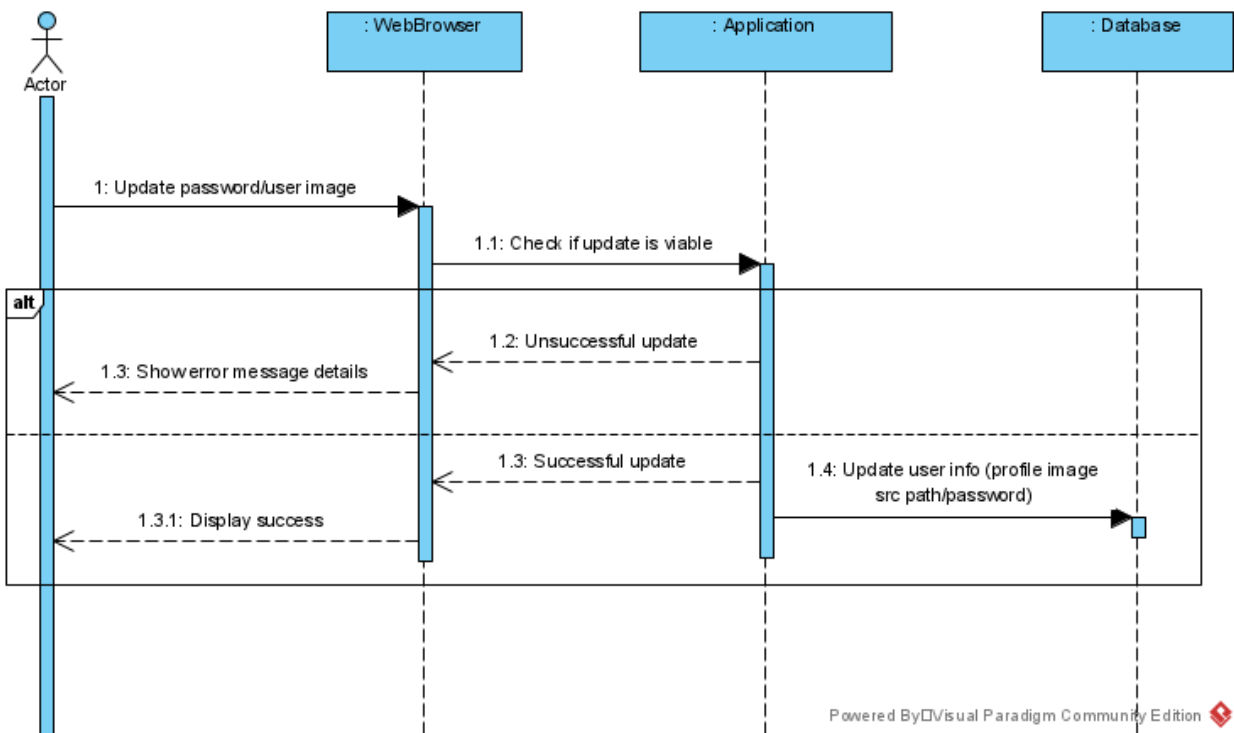 : WebBrowser
: Application
: Database
Actor
1: Update password/user image
1.1: Check if update is viable
alt
1.2: Unsuccessful update
1.3: Show error message details
1.3: Successful update
1.4: Update user info (profile image
src path/password)
1.3.1: Display success
Powered By□Visual Paradigm Community Edition